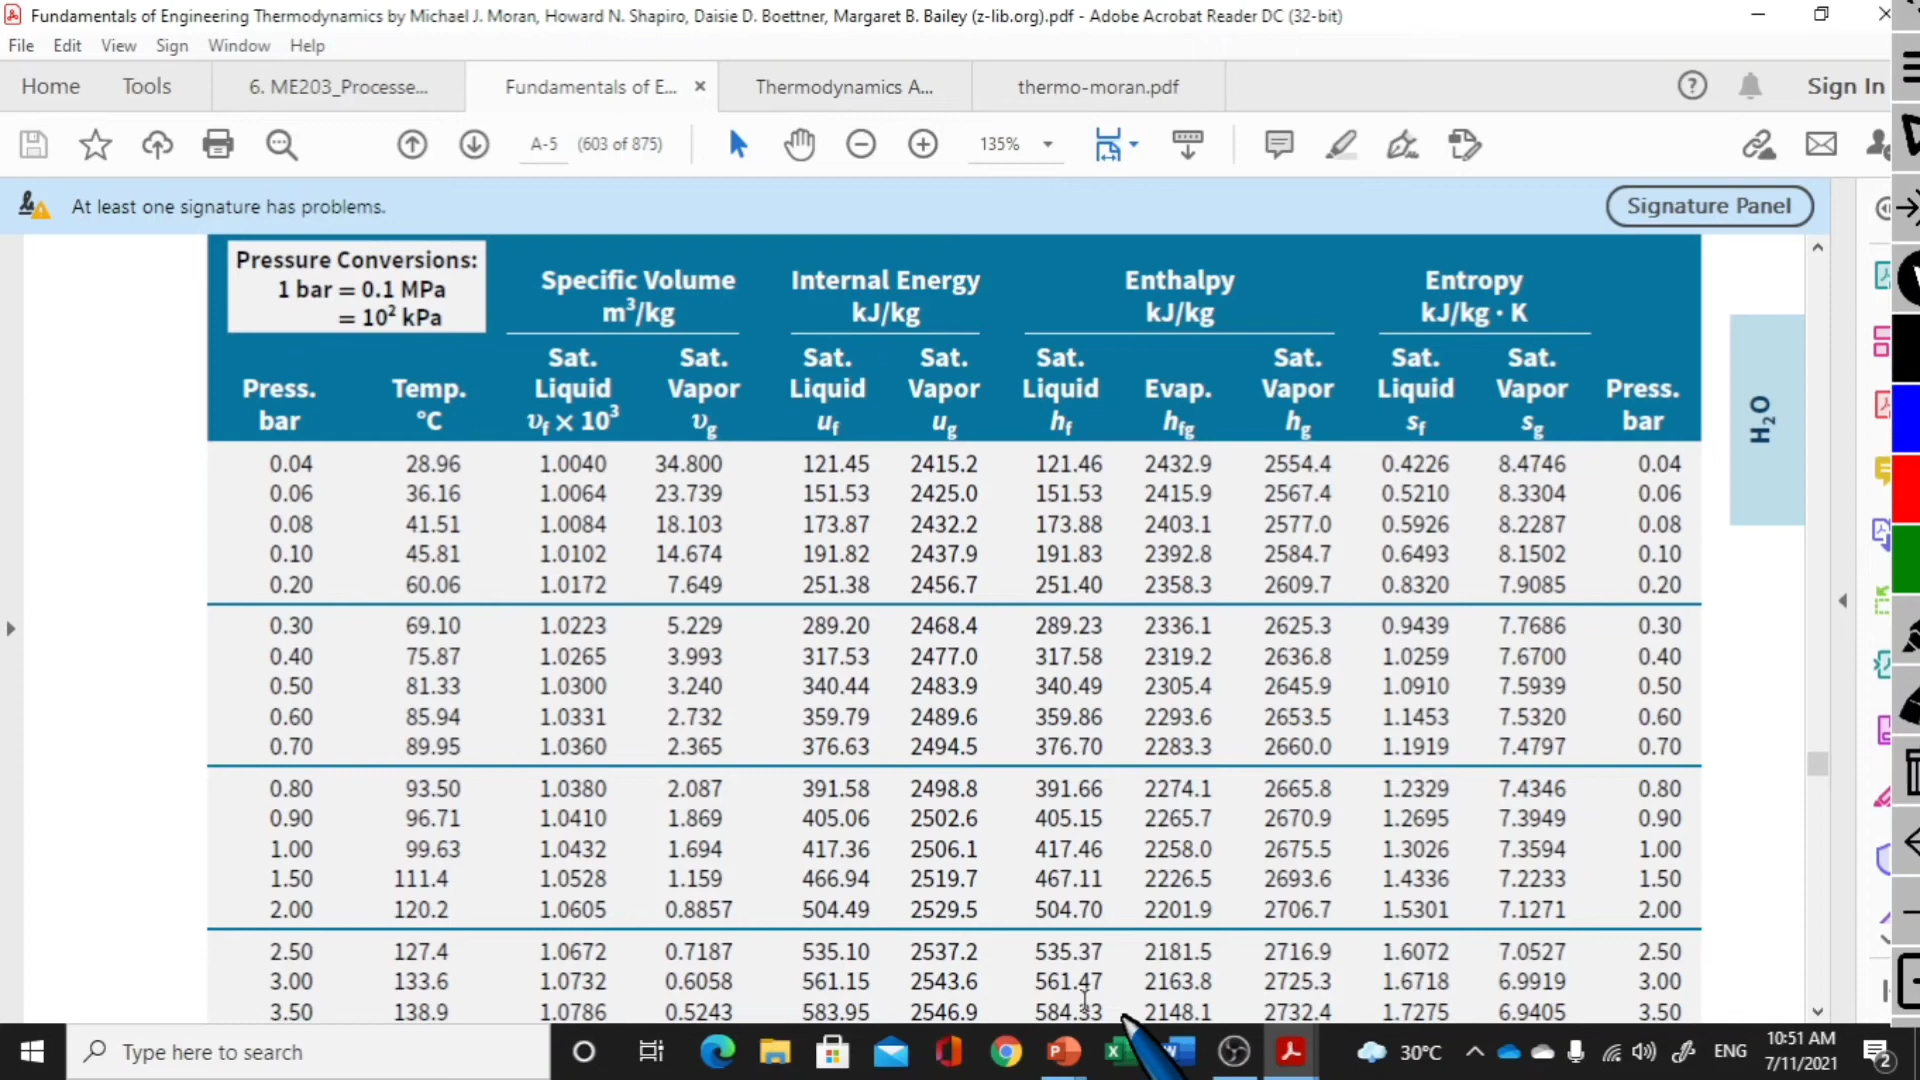 Fundamentals of Engineering Thermodynamics by Michael J. Moran, Howard N. Shapiro, Daisie D. Boettner, Margaret B. Bailey (z-lib.org).pdf - Adobe Acrobat Reader DC (32-bit)
File Edit View Sign Window Help
Home Tools 6. ME203_Processe... Fundamentals of E... × Thermodynamics A... thermo-moran.pdf Sign In
A-5 (603 of 875) 135%
At least one signature has problems. Signature Panel
Pressure Conversions:
1 bar = 0.1 MPa
= 10² kPa
Specific Volume Internal Energy Enthalpy Entropy
m³/kg kJ/kg kJ/kg kJ/kg · K
Sat. Sat. Sat. Sat. Sat. Sat. Sat. Sat.
Press. Temp. Liquid Vapor Liquid Vapor Liquid Evap. Vapor Liquid Vapor Press.
bar °C v_f × 10³ v_g u_f u_g h_f h_fg h_g s_f s_g bar
0.04 28.96 1.0040 34.800 121.45 2415.2 121.46 2432.9 2554.4 0.4226 8.4746 0.04
0.06 36.16 1.0064 23.739 151.53 2425.0 151.53 2415.9 2567.4 0.5210 8.3304 0.06
0.08 41.51 1.0084 18.103 173.87 2432.2 173.88 2403.1 2577.0 0.5926 8.2287 0.08
0.10 45.81 1.0102 14.674 191.82 2437.9 191.83 2392.8 2584.7 0.6493 8.1502 0.10
0.20 60.06 1.0172 7.649 251.38 2456.7 251.40 2358.3 2609.7 0.8320 7.9085 0.20
0.30 69.10 1.0223 5.229 289.20 2468.4 289.23 2336.1 2625.3 0.9439 7.7686 0.30
0.40 75.87 1.0265 3.993 317.53 2477.0 317.58 2319.2 2636.8 1.0259 7.6700 0.40
0.50 81.33 1.0300 3.240 340.44 2483.9 340.49 2305.4 2645.9 1.0910 7.5939 0.50
0.60 85.94 1.0331 2.732 359.79 2489.6 359.86 2293.6 2653.5 1.1453 7.5320 0.60
0.70 89.95 1.0360 2.365 376.63 2494.5 376.70 2283.3 2660.0 1.1919 7.4797 0.70
0.80 93.50 1.0380 2.087 391.58 2498.8 391.66 2274.1 2665.8 1.2329 7.4346 0.80
0.90 96.71 1.0410 1.869 405.06 2502.6 405.15 2265.7 2670.9 1.2695 7.3949 0.90
1.00 99.63 1.0432 1.694 417.36 2506.1 417.46 2258.0 2675.5 1.3026 7.3594 1.00
1.50 111.4 1.0528 1.159 466.94 2519.7 467.11 2226.5 2693.6 1.4336 7.2233 1.50
2.00 120.2 1.0605 0.8857 504.49 2529.5 504.70 2201.9 2706.7 1.5301 7.1271 2.00
2.50 127.4 1.0672 0.7187 535.10 2537.2 535.37 2181.5 2716.9 1.6072 7.0527 2.50
3.00 133.6 1.0732 0.6058 561.15 2543.6 561.47 2163.8 2725.3 1.6718 6.9919 3.00
3.50 138.9 1.0786 0.5243 583.95 2546.9 584.33 2148.1 2732.4 1.7275 6.9405 3.50
H₂O
Type here to search 30°C ENG 10:51 AM
7/11/2021 2